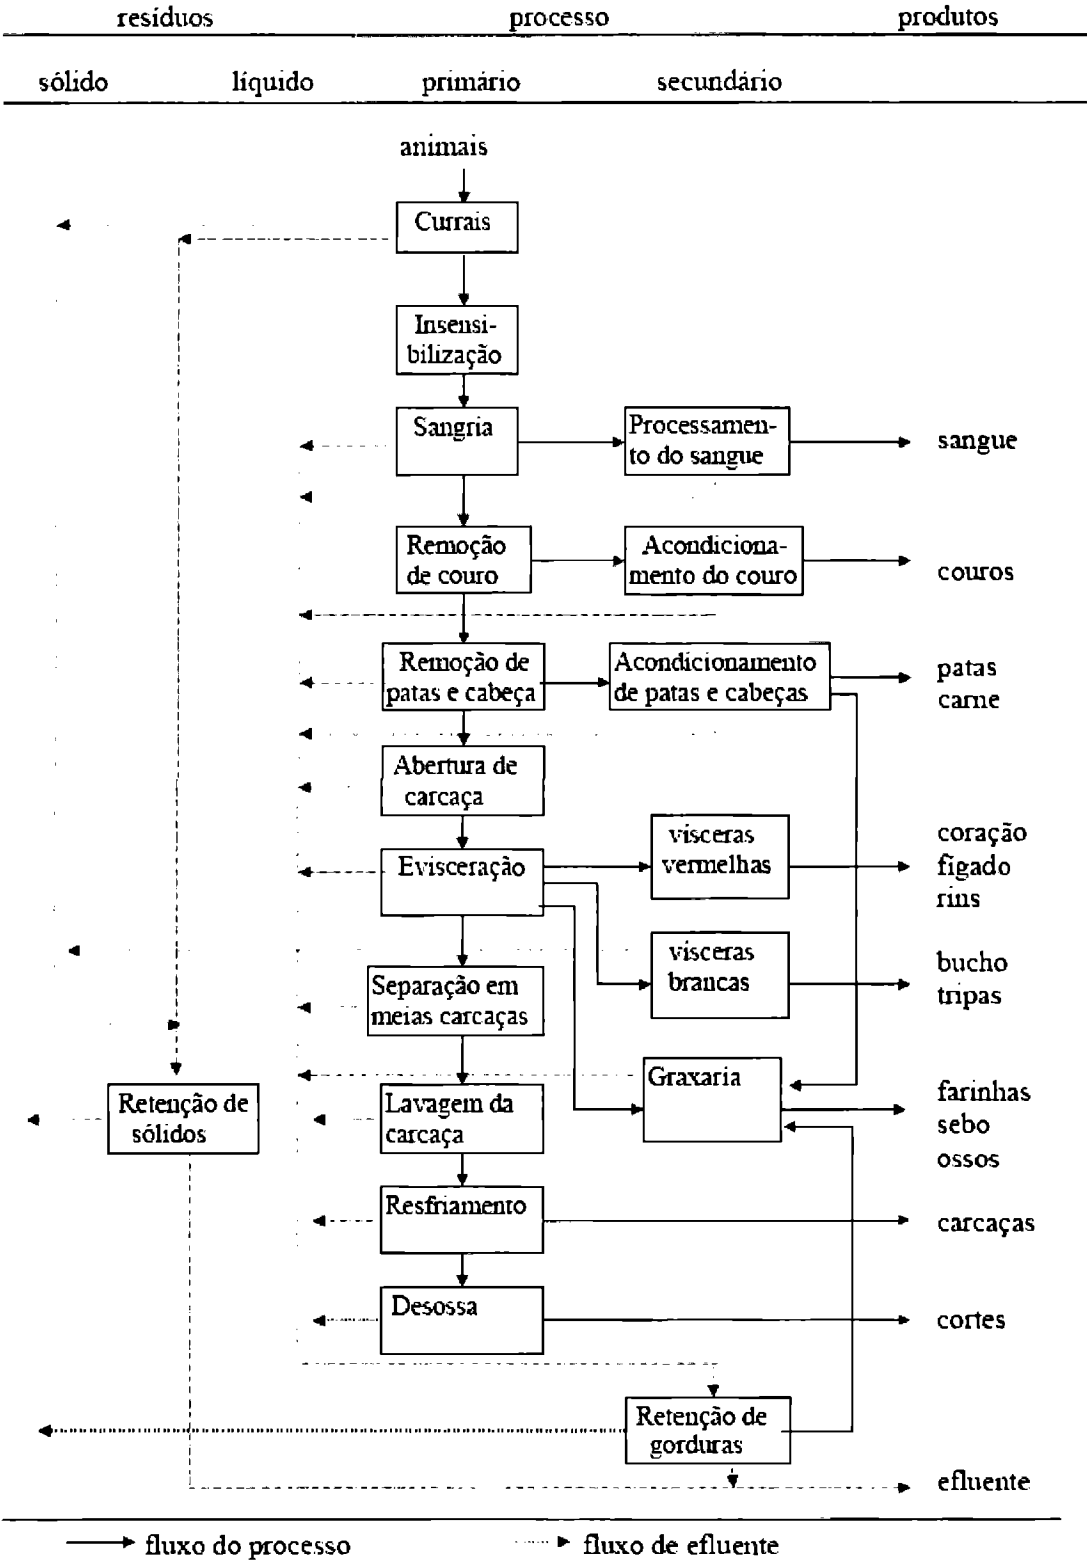 resíduos processo produtos
sólido líquido primário secundário
animais
Currais
Insensi-
bilização
Sangria
Processamen-
to do sangue
sangue
Remoção
de couro
Acondiciona-
mento do couro
couros
Remoção de
patas e cabeça
Acondicionamento
de patas e cabeças
patas
carne
Abertura de
carcaça
Evisceração
vísceras
vermelhas
coração
fígado
rins
vísceras
brancas
bucho
tripas
Separação em
meias carcaças
Graxaria
farinhas
sebo
ossos
Retenção de
sólidos
Lavagem da
carcaça
Resfriamento
carcaças
Desossa
cortes
Retenção de
gorduras
efluente
fluxo do processo fluxo de efluente